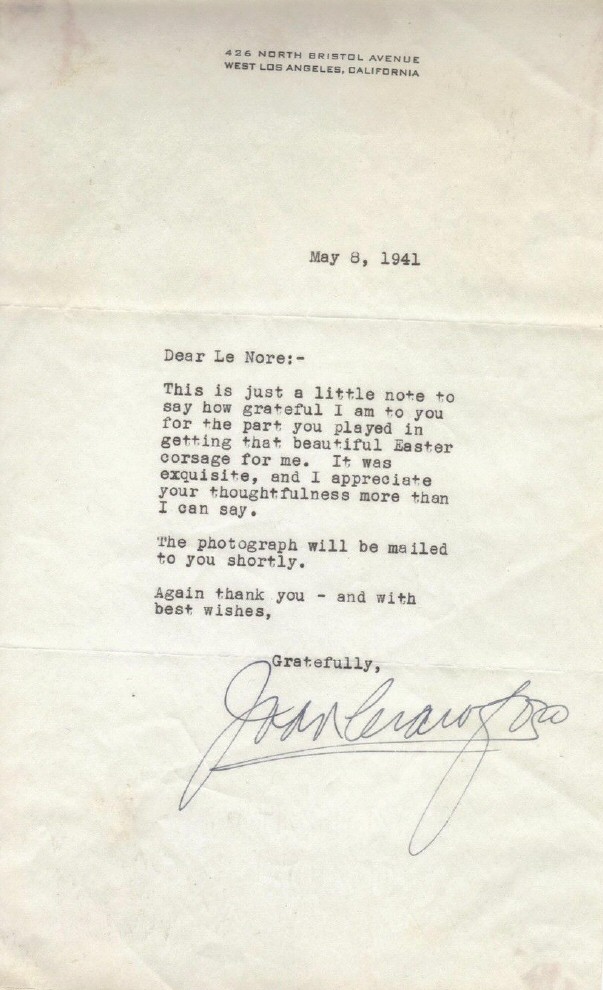 426 NORTH BRISTOL AVENUE
WEST LOS ANGELES, CALIFORNIA
May 8, 1941
Dear Le Nore:-
This is just a little note to
say how grateful I am to you
for the part you played in
getting that beautiful Easter
corsage for me. It was
exquisite, and I appreciate
your thoughtfulness more than
I can say.
The photograph will be mailed
to you shortly.
Again thank you - and with
best wishes,
Gratefully,
Joan Crawford